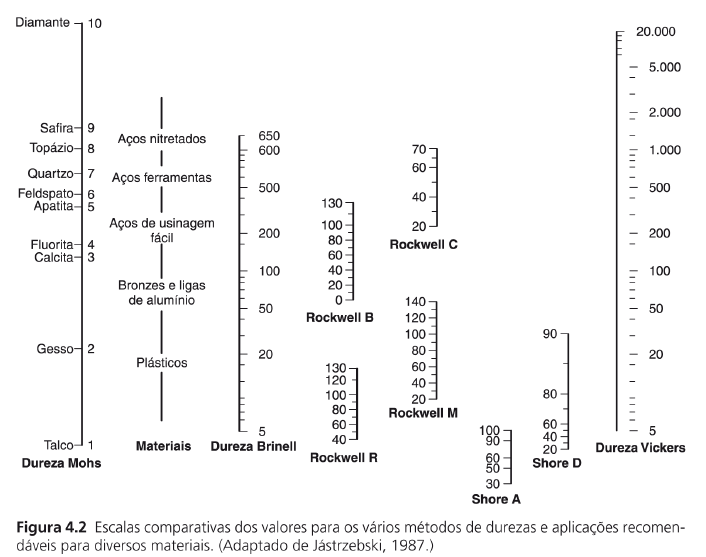 Diamante 10
Safira 9
Topázio 8
Quartzo 7
Feldspato 6
Apatita 5
Fluorita 4
Calcita 3
Gesso 2
Talco 1
Dureza Mohs
Aços nitretados
Aços ferramentas
Aços de usinagem
fácil
Bronzes e ligas
de alumínio
Plásticos
Materiais
650
600
500
200
100
50
20
5
Dureza Brinell
130
100
80
60
40
20
0
Rockwell B
130
120
100
80
60
40
Rockwell R
70
60
40
20
Rockwell C
140
120
100
80
60
40
20
Rockwell M
100
90
60
50
30
Shore A
90
80
60
40
20
Shore D
20.000
5.000
2.000
1.000
500
200
100
50
20
5
Dureza Vickers
Figura 4.2 Escalas comparativas dos valores para os vários métodos de durezas e aplicações recomen-
dáveis para diversos materiais. (Adaptado de Jástrzebski, 1987.)